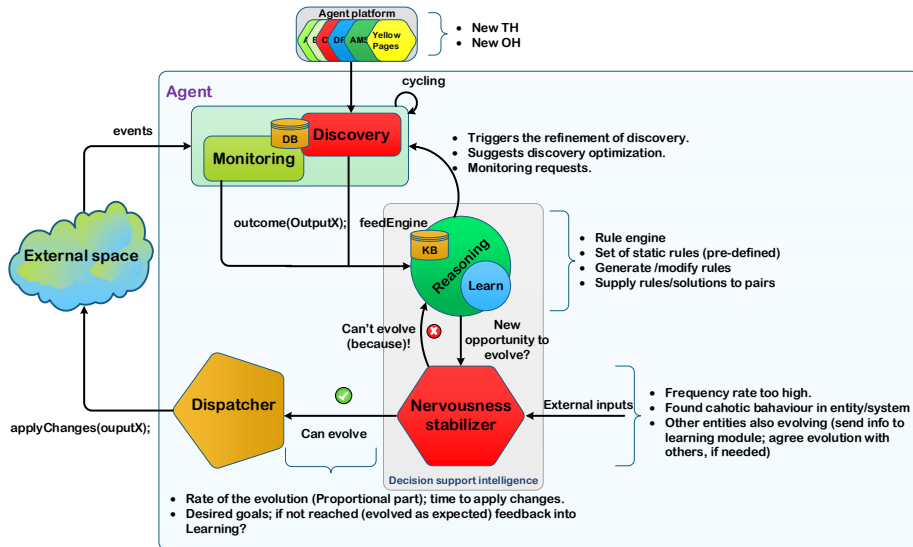 Agent platform
A B C DF AMS Yellow
Pages
• New TH
• New OH
Agent
cycling
events
DB
Discovery
Monitoring
• Triggers the refinement of discovery.
• Suggests discovery optimization.
• Monitoring requests.
outcome(OutputX);
feedEngine
External space
KB
Reasoning
Learn
• Rule engine
• Set of static rules (pre-defined)
• Generate /modify rules
• Supply rules/solutions to pairs
Can't evolve
(because)!
New
opportunity to
evolve?
Dispatcher
Nervousness
stabilizer
External inputs
• Frequency rate too high.
• Found cahotic bahaviour in entity/system
• Other entities also evolving (send info to
learning module; agree evolution with
others, if needed)
applyChanges(ouputX);
Can evolve
Decision support intelligence
• Rate of the evolution (Proportional part); time to apply changes.
• Desired goals; if not reached (evolved as expected) feedback into
Learning?